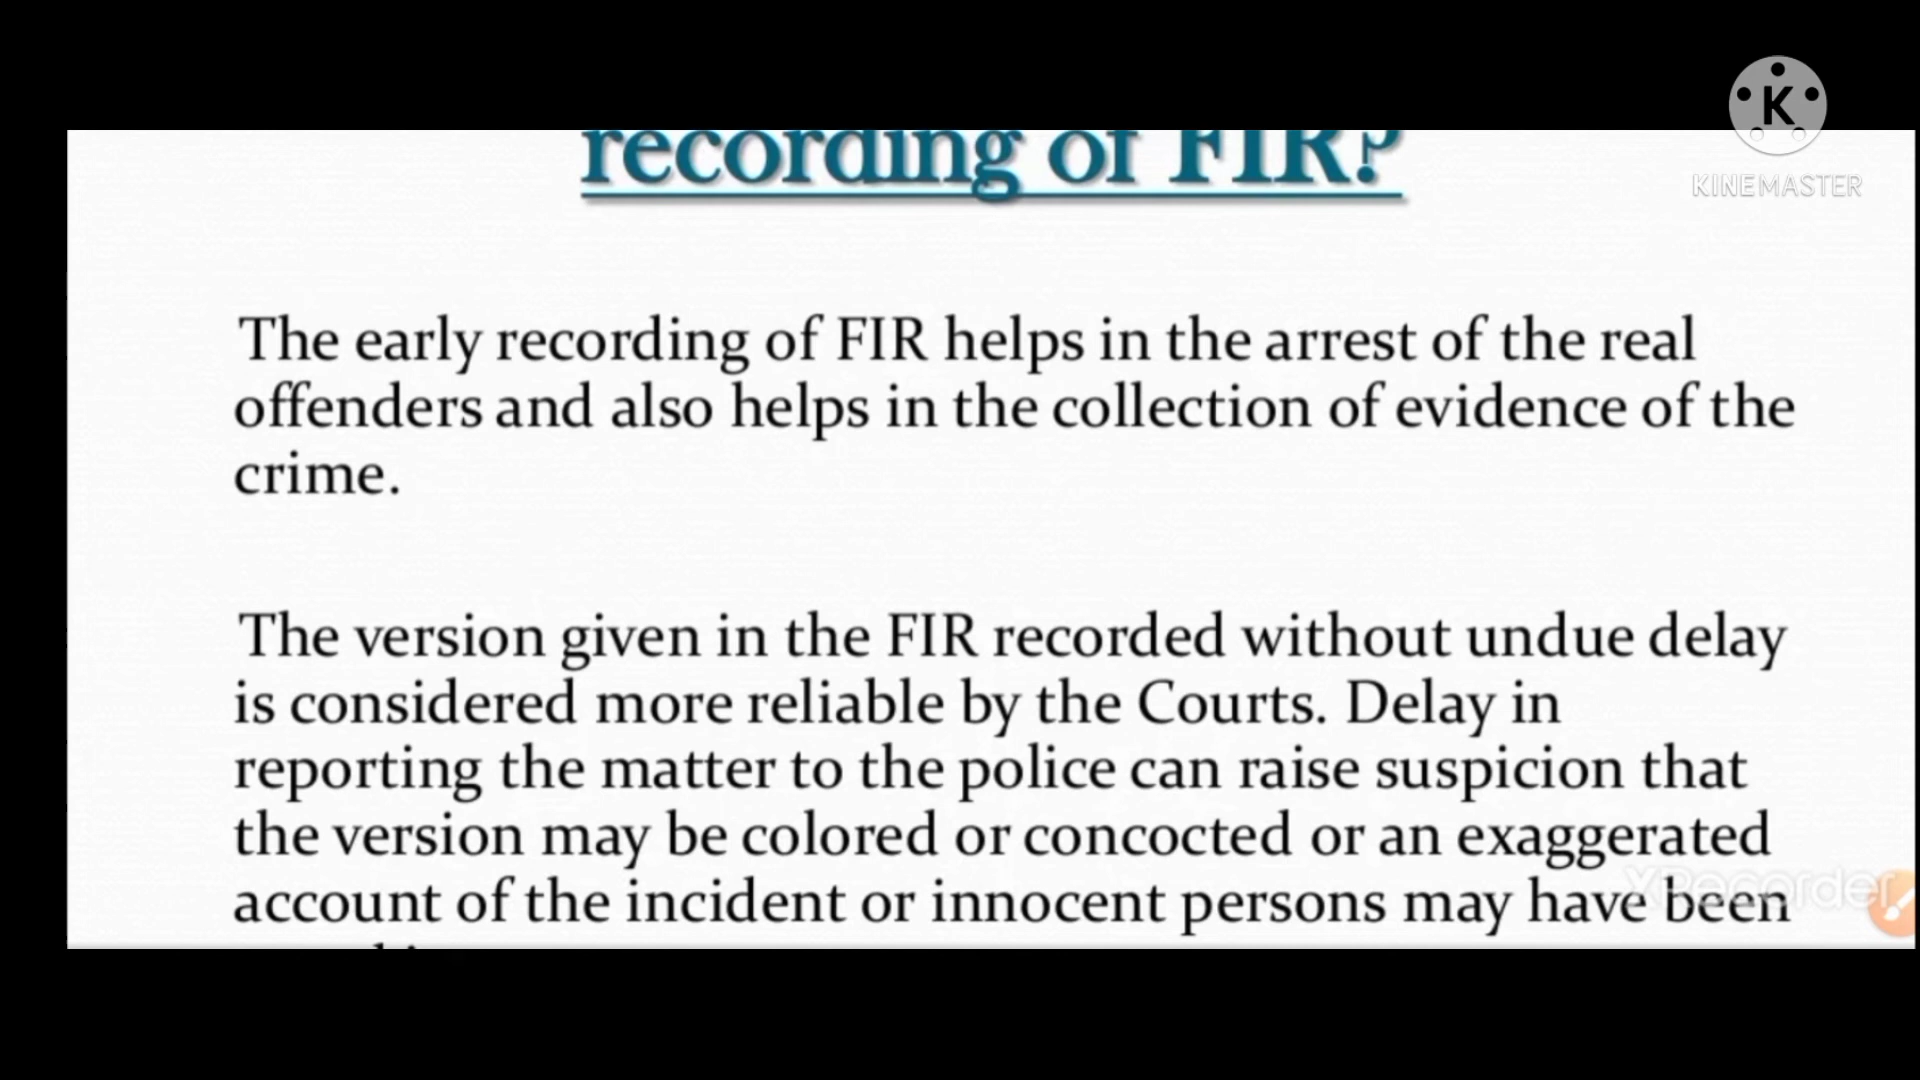 recording of FIR?
K
KINEMASTER
The early recording of FIR helps in the arrest of the real
offenders and also helps in the collection of evidence of the
crime.
The version given in the FIR recorded without undue delay
is considered more reliable by the Courts. Delay in
reporting the matter to the police can raise suspicion that
the version may be colored or concocted or an exaggerated
account of the incident or innocent persons may have been
XRecorder